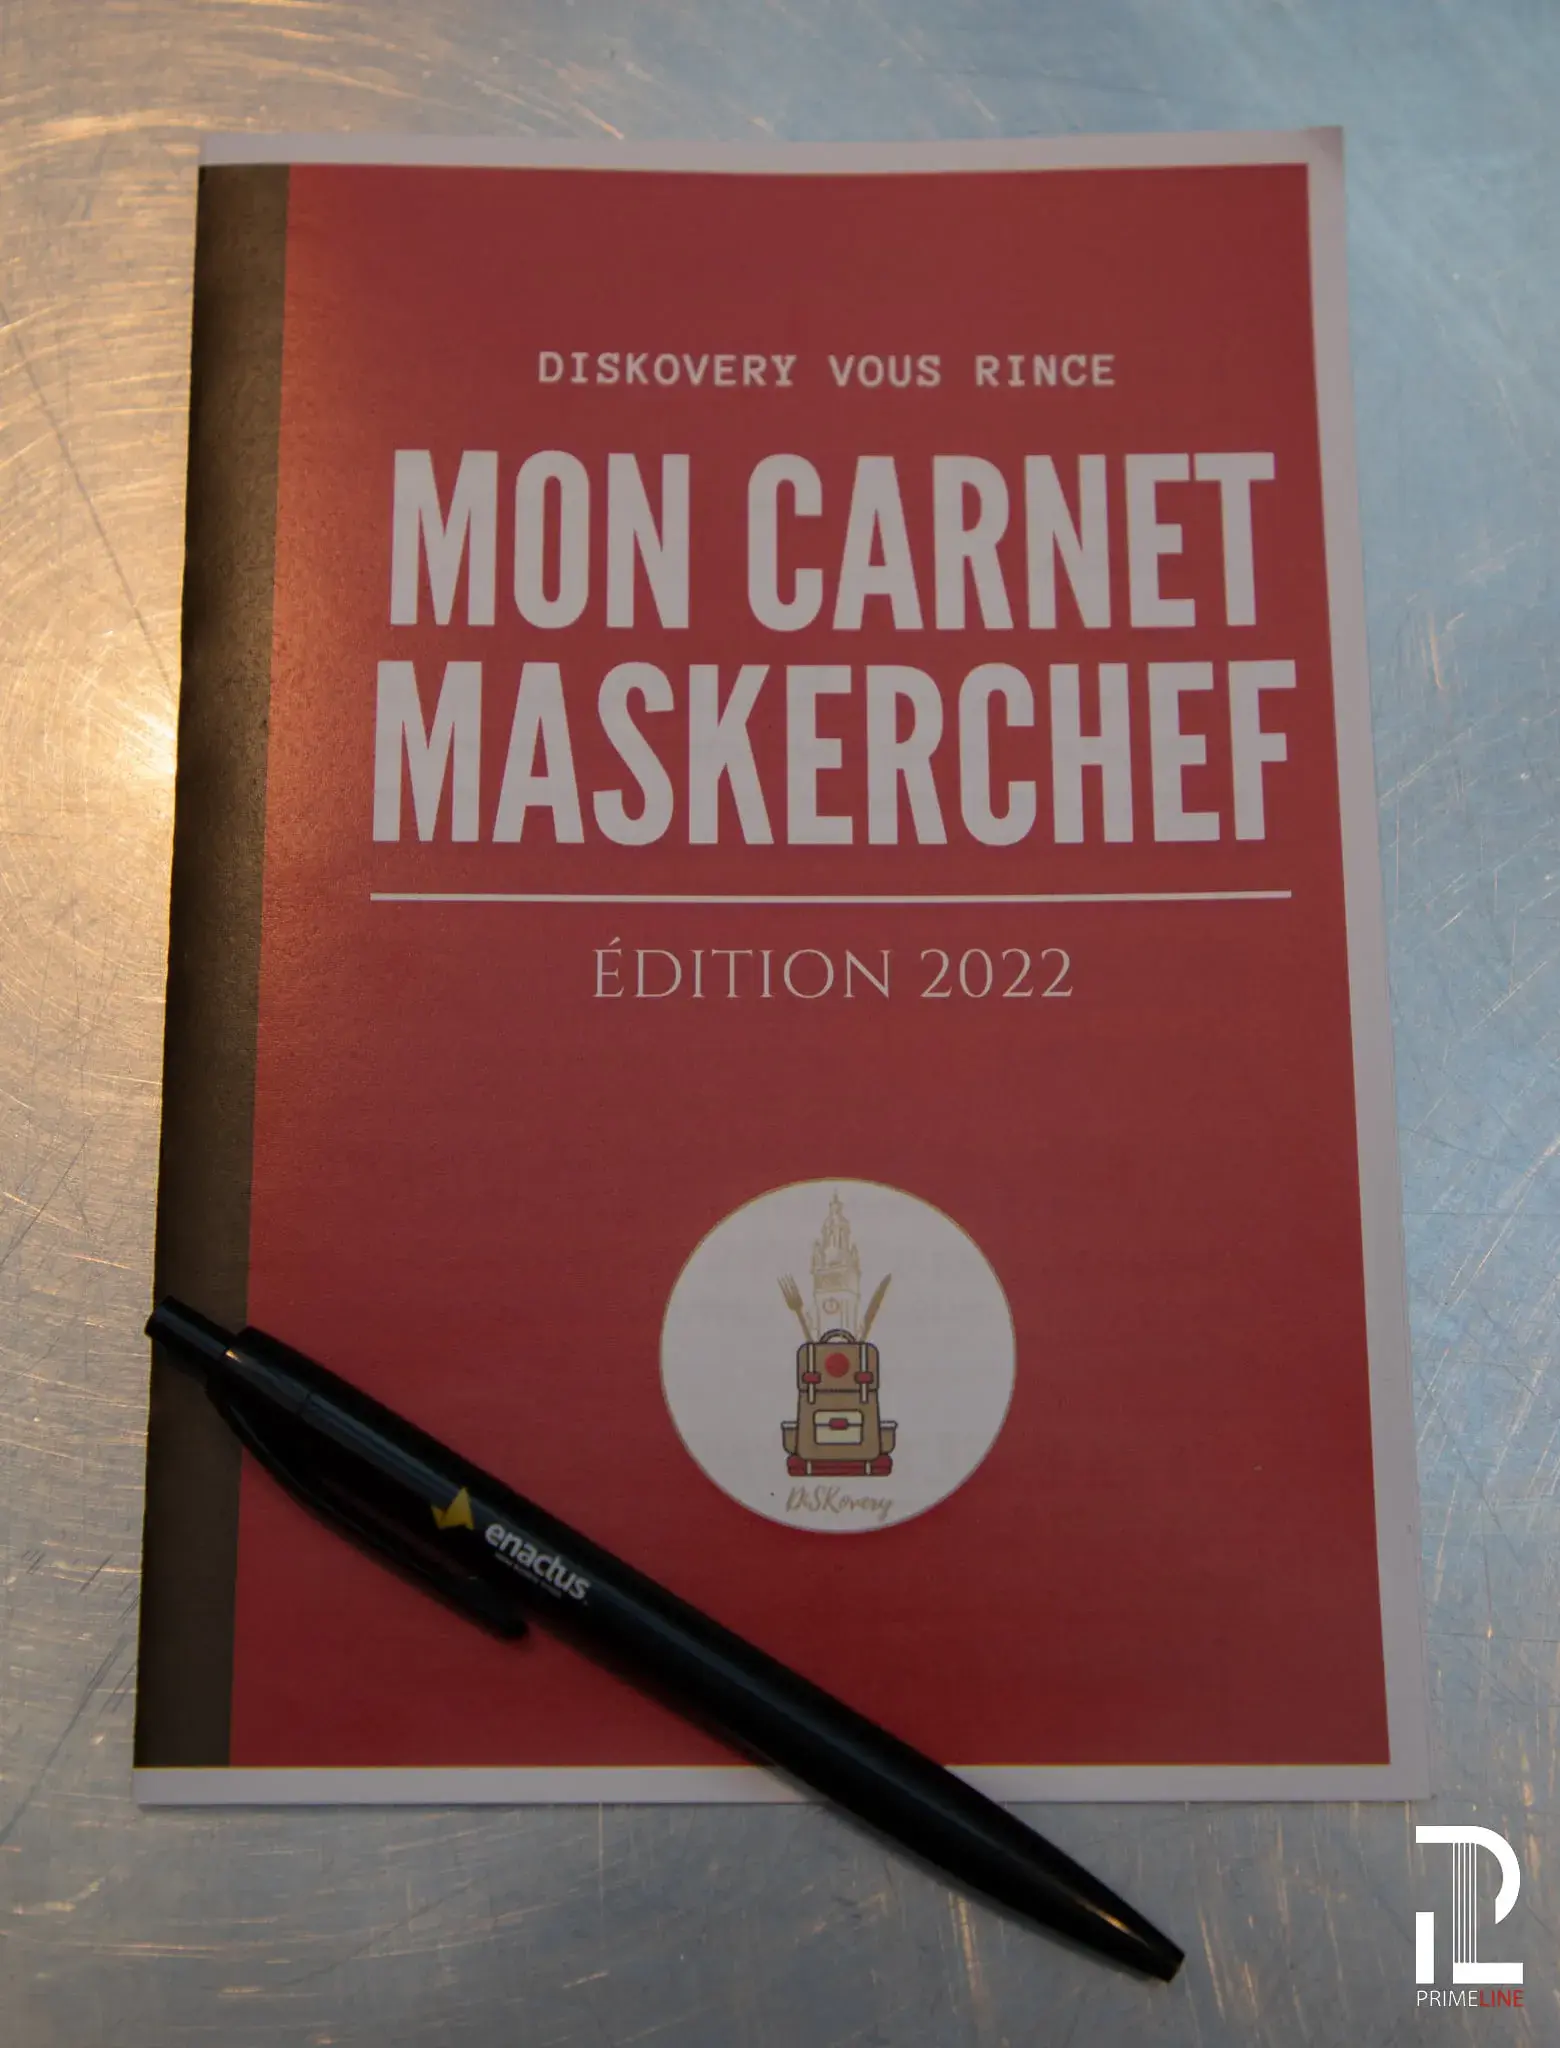 DISKOVERY VOUS RINCE
MON CARNET
MASKERCHEF
ÉDITION 2022
DiSKovery
enactus
PRIMELINE